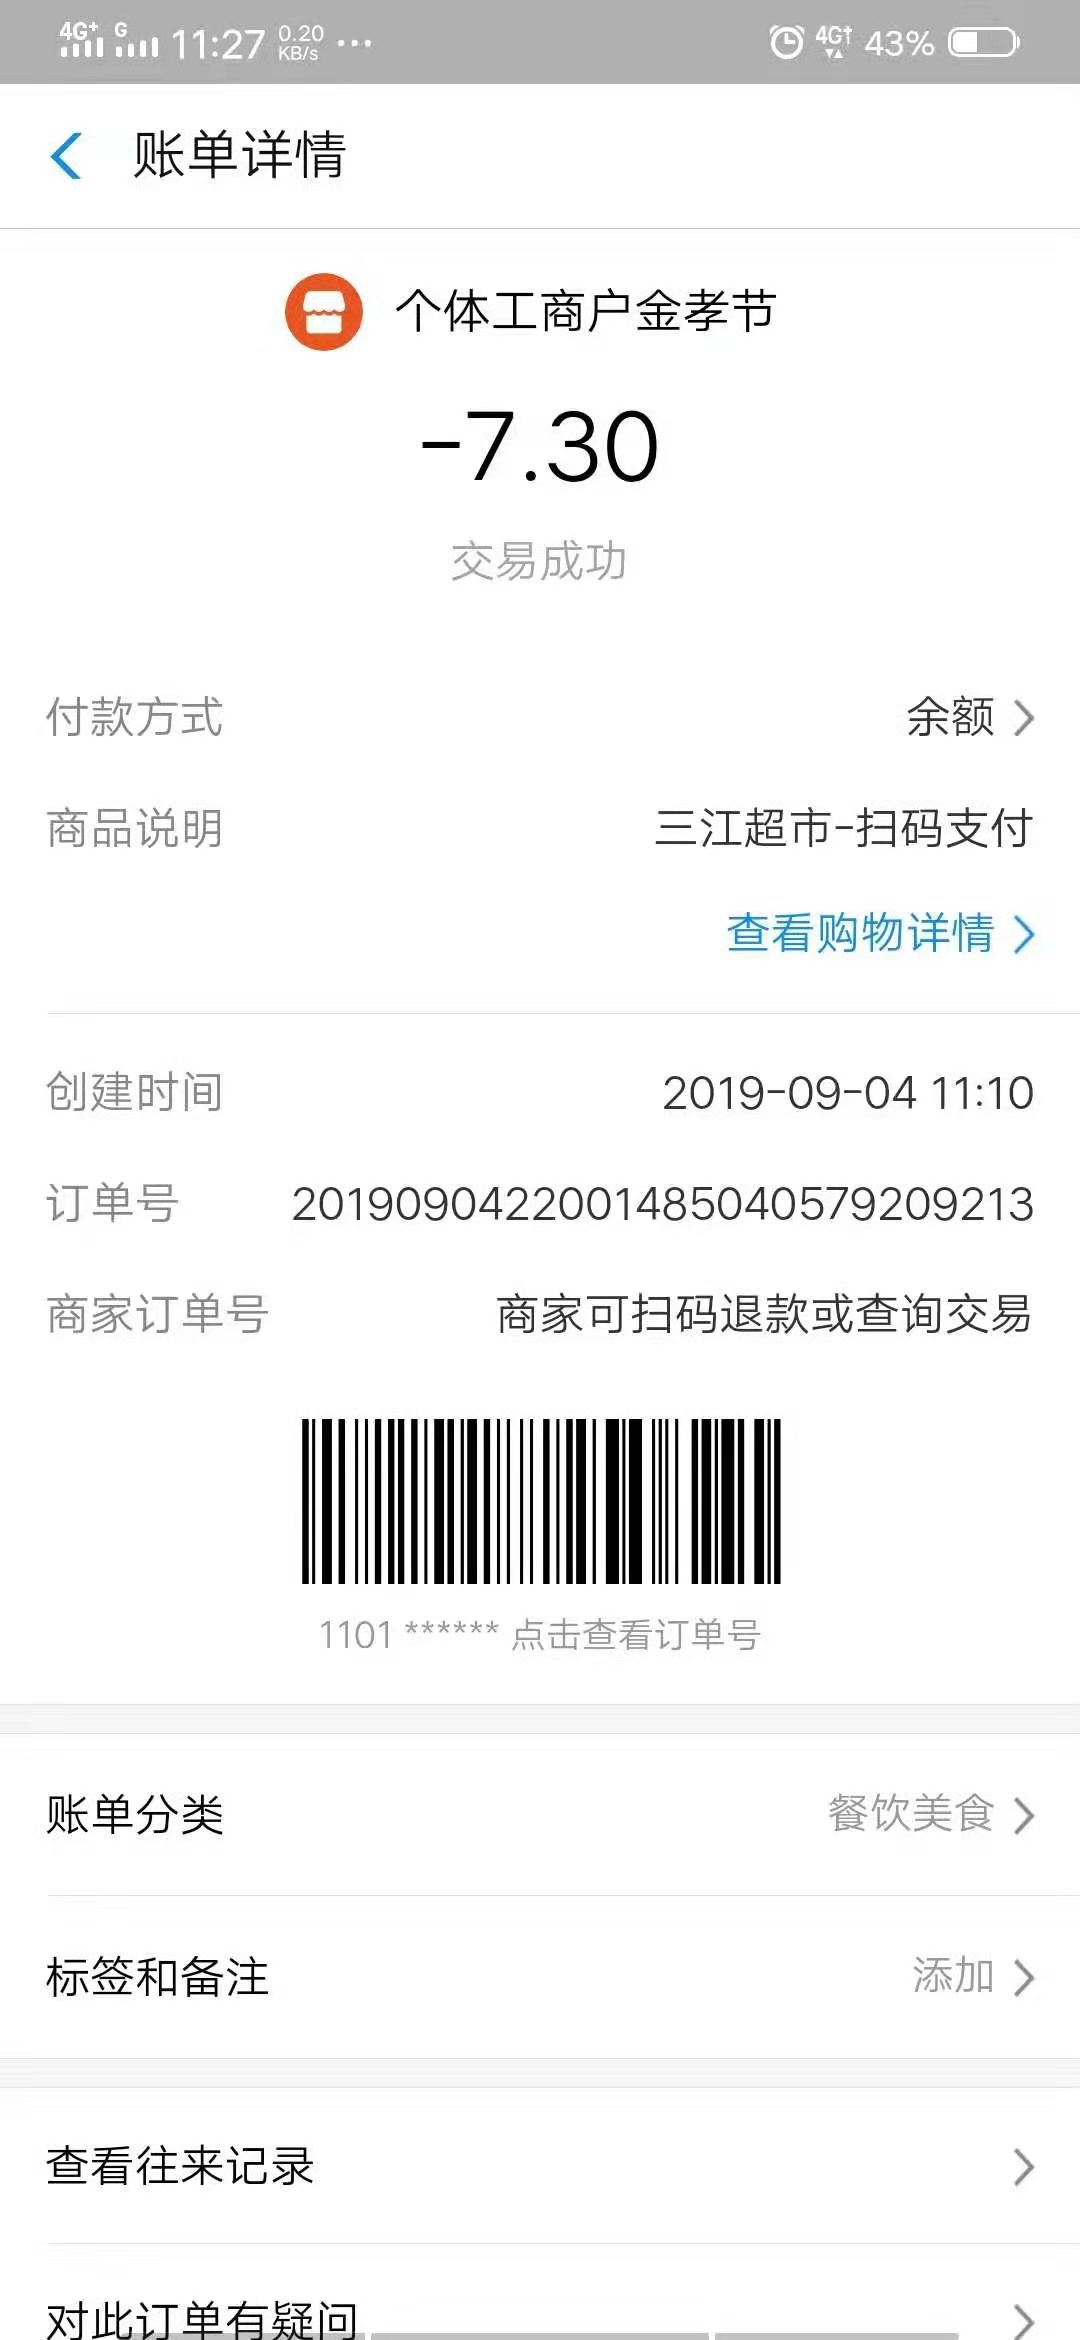 4G+ G 11:27 0.20 KB/s ... 4G 43%
账单详情
个体工商户金孝节
-7.30
交易成功
付款方式 余额
商品说明 三江超市-扫码支付
查看购物详情
创建时间 2019-09-04 11:10
订单号 2019090422001485040579209213
商家订单号 商家可扫码退款或查询交易
1101 ****** 点击查看订单号
账单分类 餐饮美食
标签和备注 添加
查看往来记录
对此订单有疑问